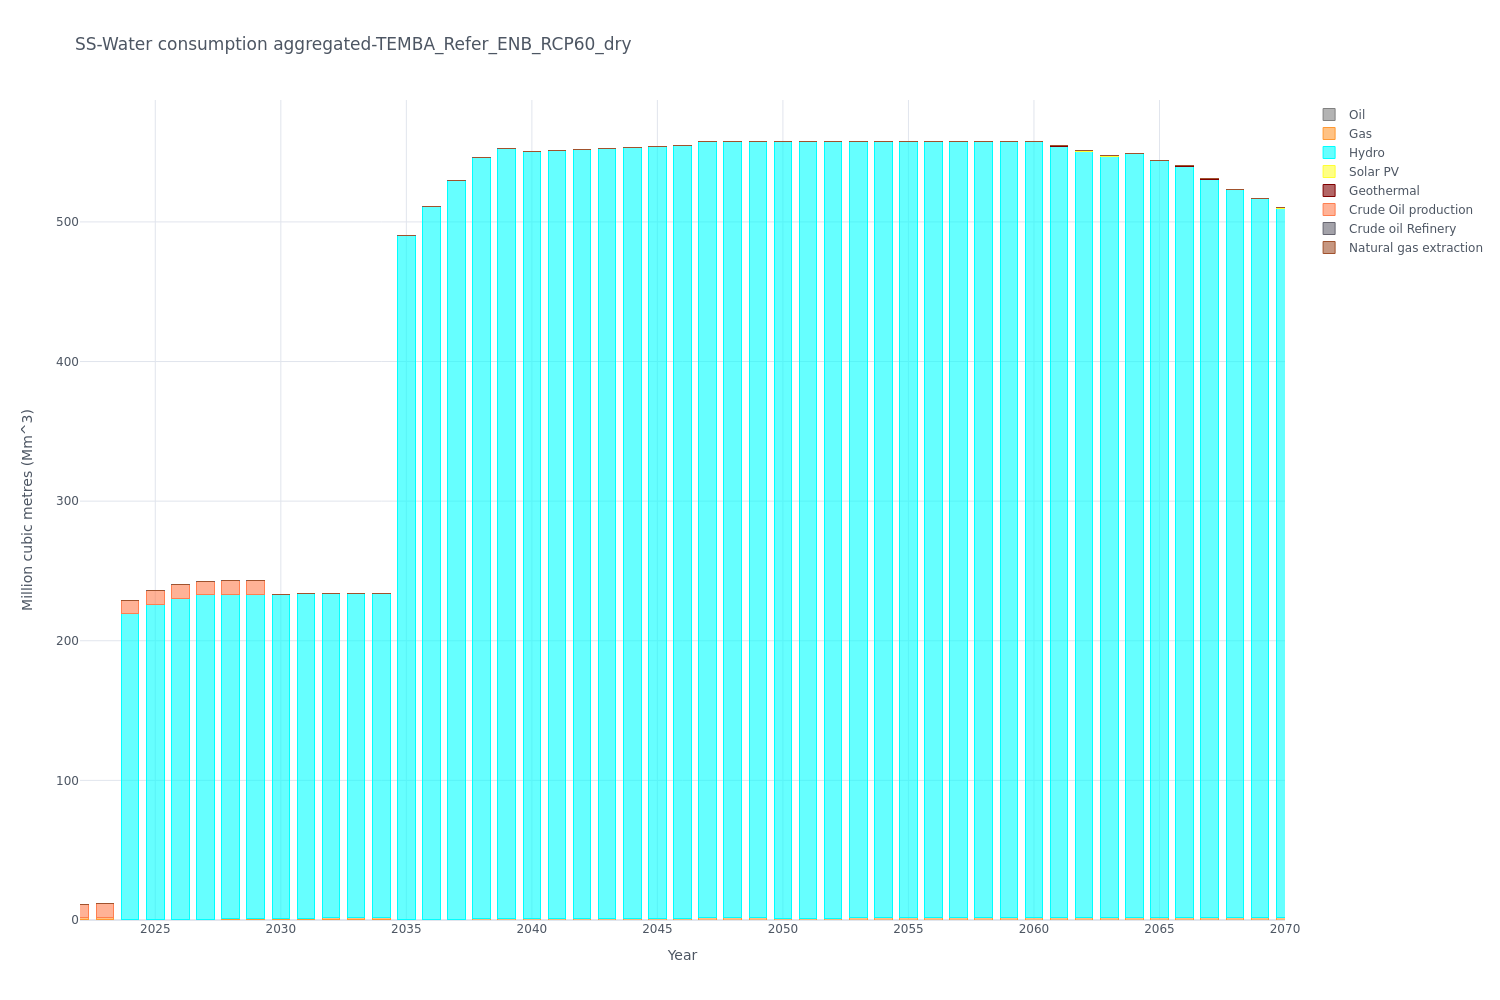 SS-Water consumption aggregated-TEMBA_Refer_ENB_RCP60_dry
Oil
Gas
Hydro
Solar PV
Geothermal
Crude Oil production
Crude oil Refinery
Natural gas extraction
Million cubic metres (Mm^3)
500
400
300
200
100
0
2025 2030 2035 2040 2045 2050 2055 2060 2065 2070
Year